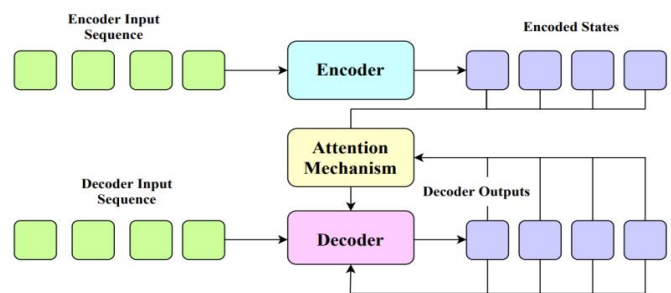 Encoder Input
Sequence
Encoded States
Encoder
Attention
Mechanism
Decoder Input
Sequence
Decoder Outputs
Decoder